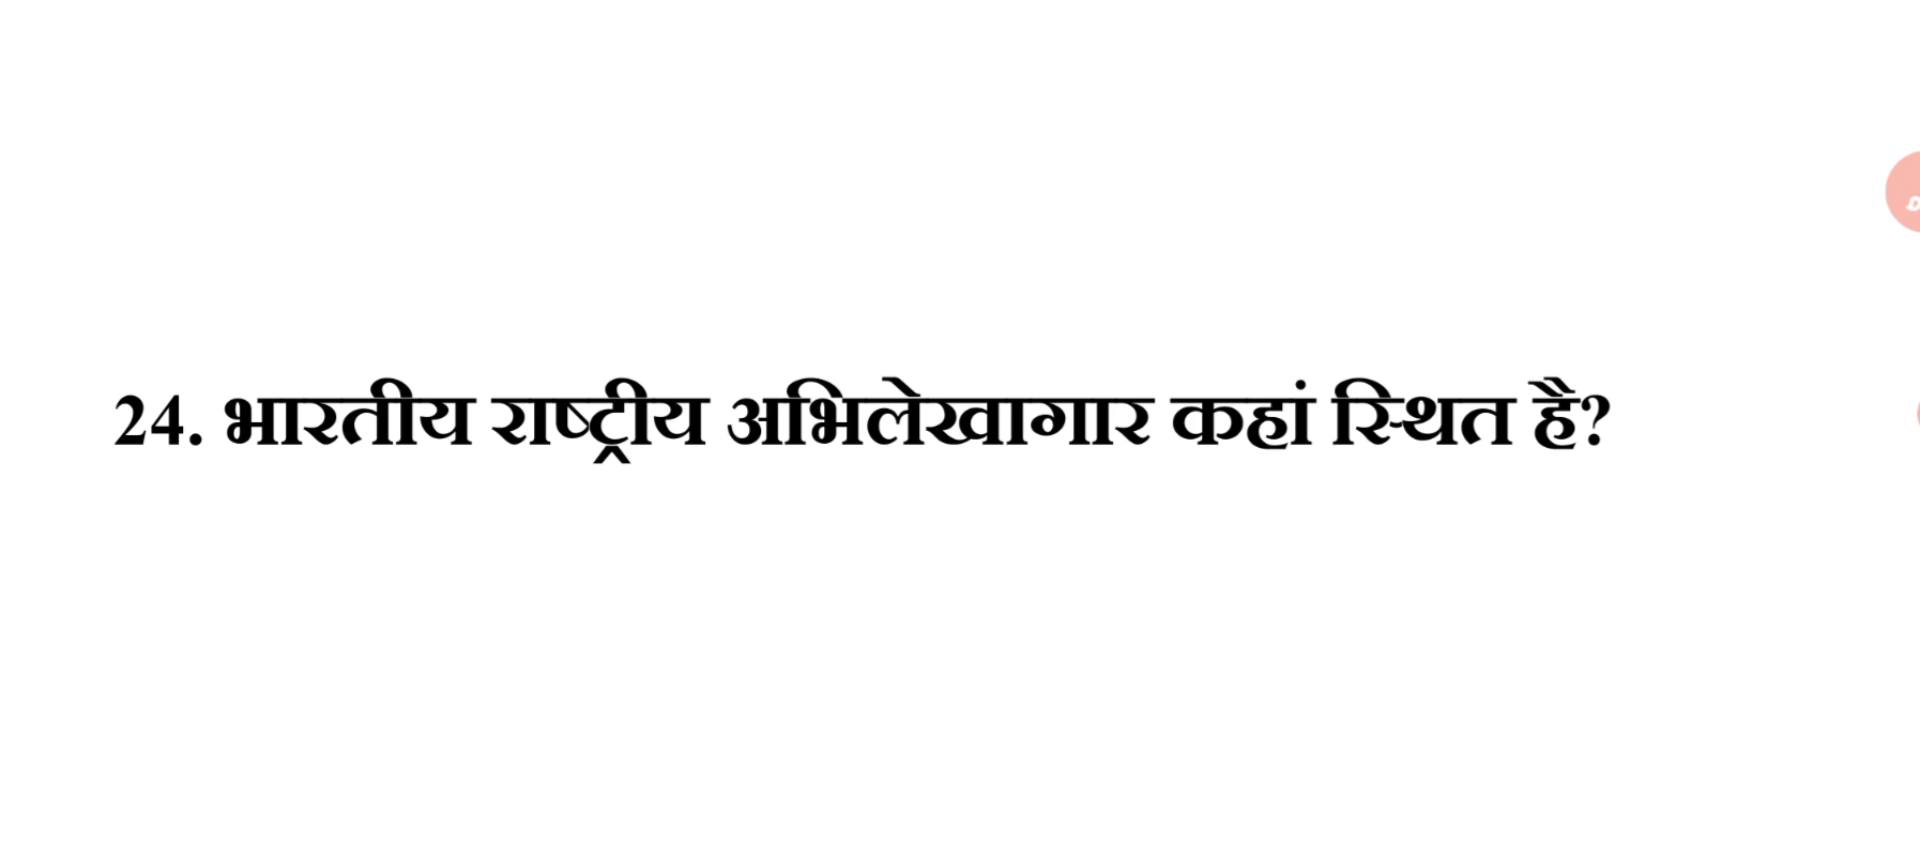 24. भारतीय राष्ट्रीय अभिलेखागार कहां स्थित है?